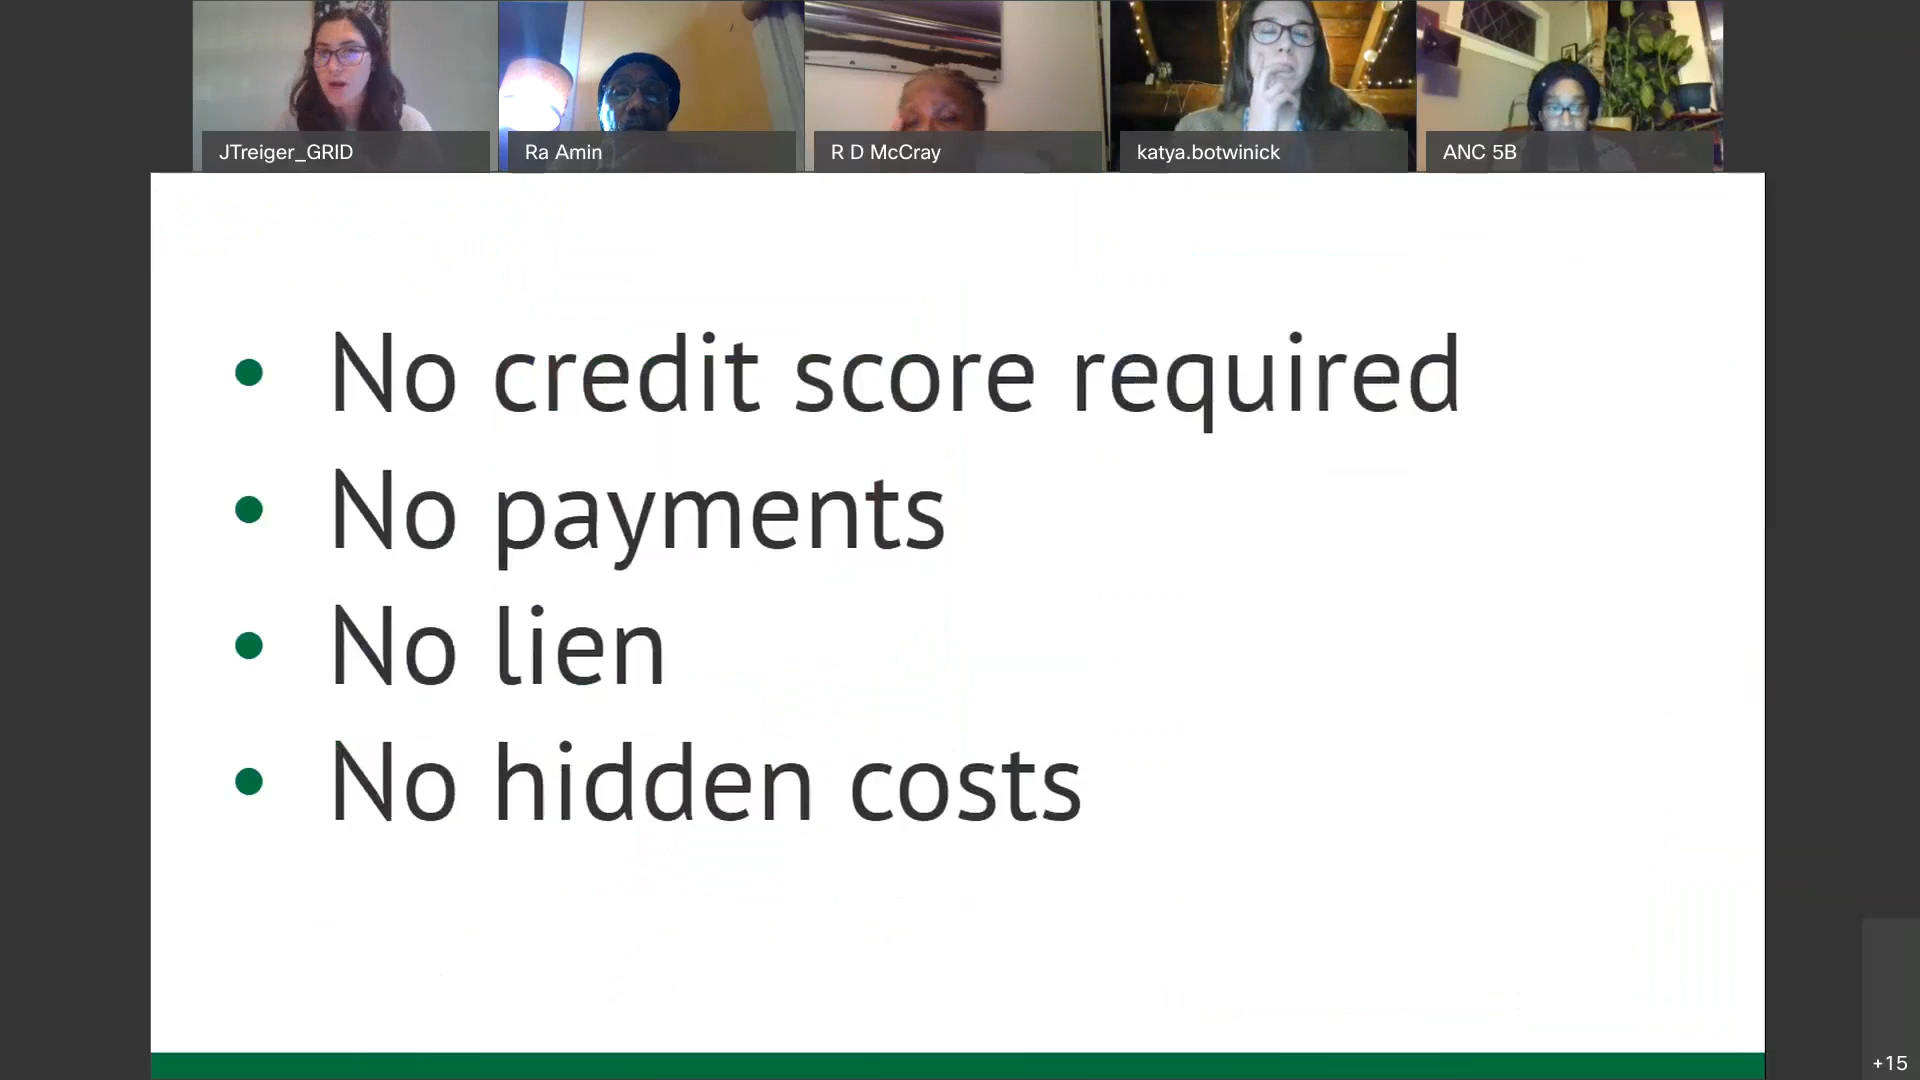 JTreiger_GRID
Ra Amin
R D McCray
katya.botwinick
ANC 5B
• No credit score required
• No payments
• No lien
• No hidden costs
+15